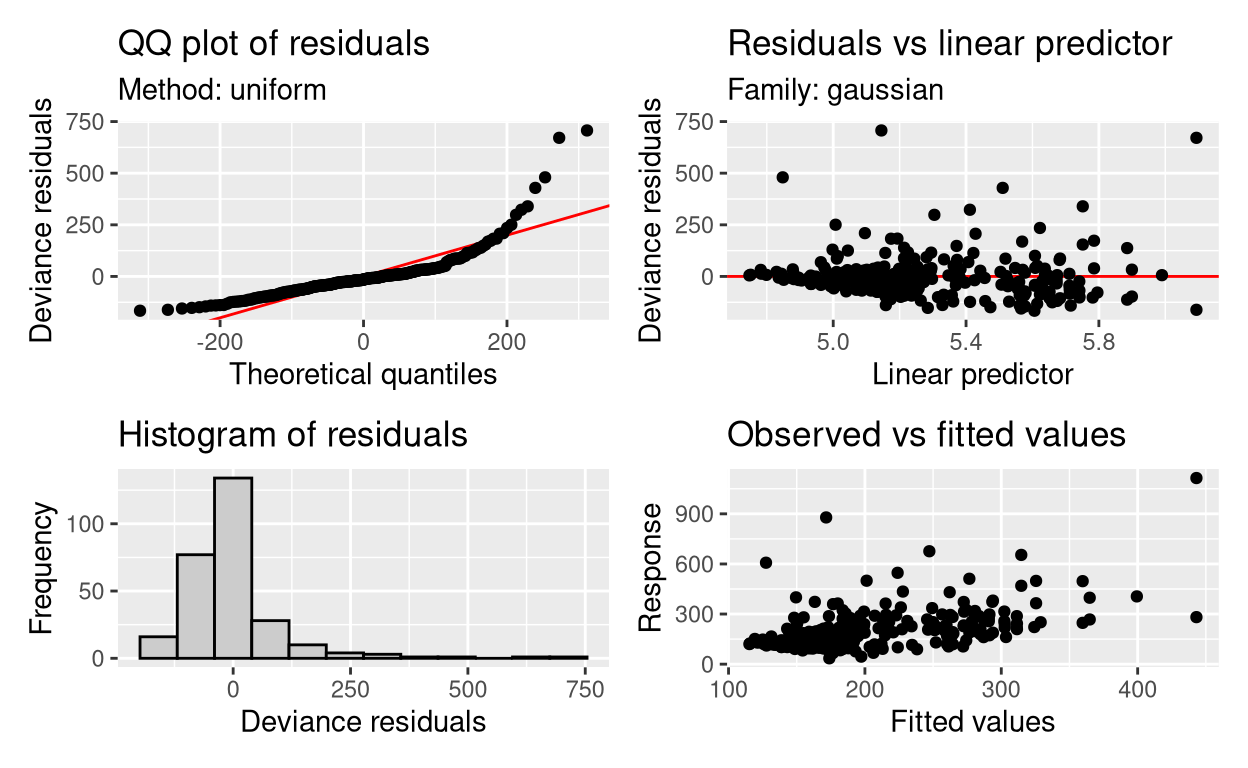 QQ plot of residuals
Method: uniform
Deviance residuals
750
500
250
0
-200
0
200
Theoretical quantiles
Residuals vs linear predictor
Family: gaussian
Deviance residuals
750
500
250
0
5.0
5.4
5.8
Linear predictor
Histogram of residuals
Frequency
100
50
0
0
250
500
750
Deviance residuals
Observed vs fitted values
Response
900
600
300
0
100
200
300
400
Fitted values